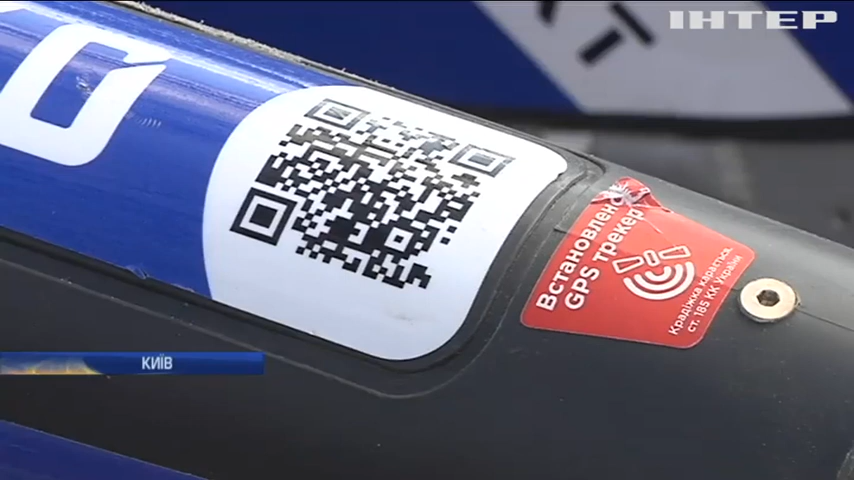 ІНТЕР
Встановлено
GPS трекер
Крадіжка карається.
ст. 185 КК України
КИЇВ